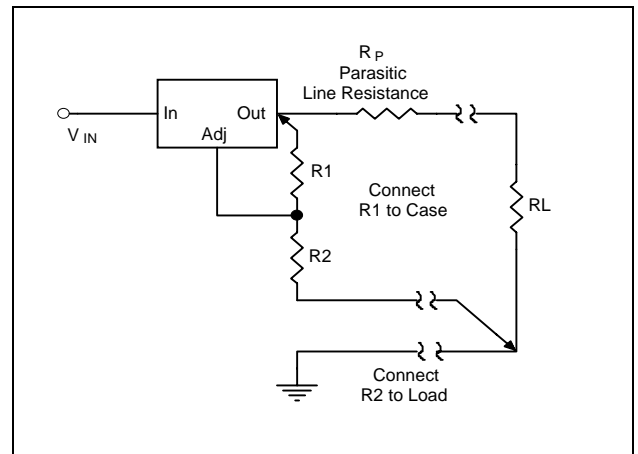 R P
Parasitic
Line Resistance
In
Out
V IN
Adj
R1
Connect
R1 to Case
RL
R2
Connect
R2 to Load